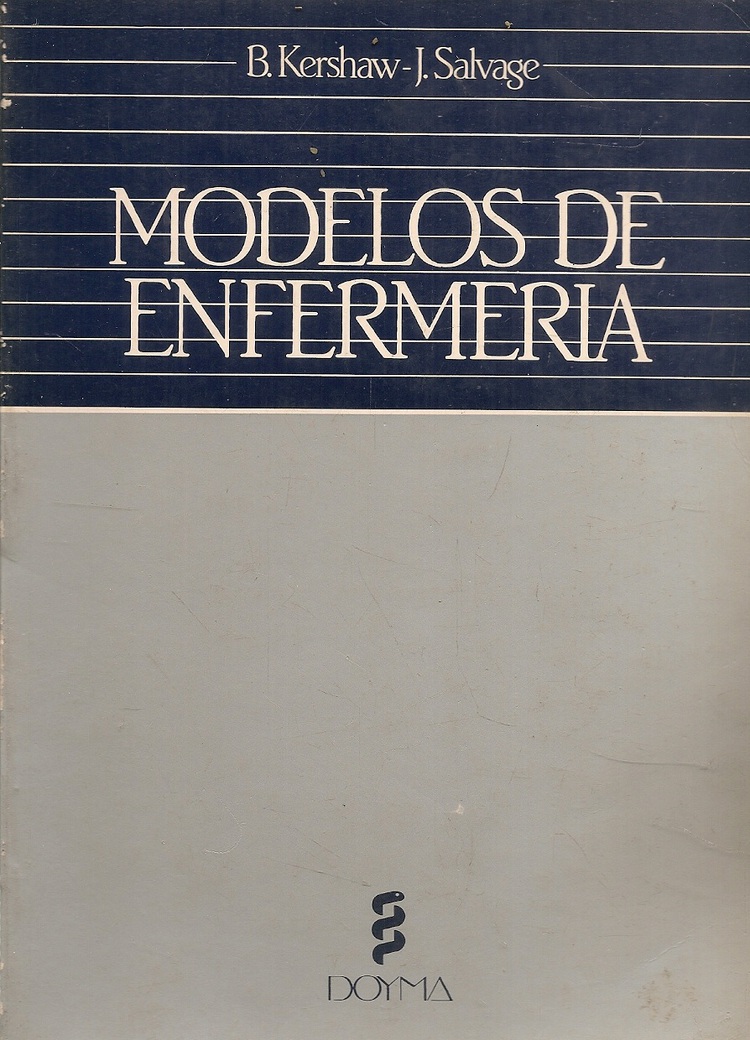 B. Kershaw-J. Salvage
MODELOS DE
ENFERMERIA
DOYMA